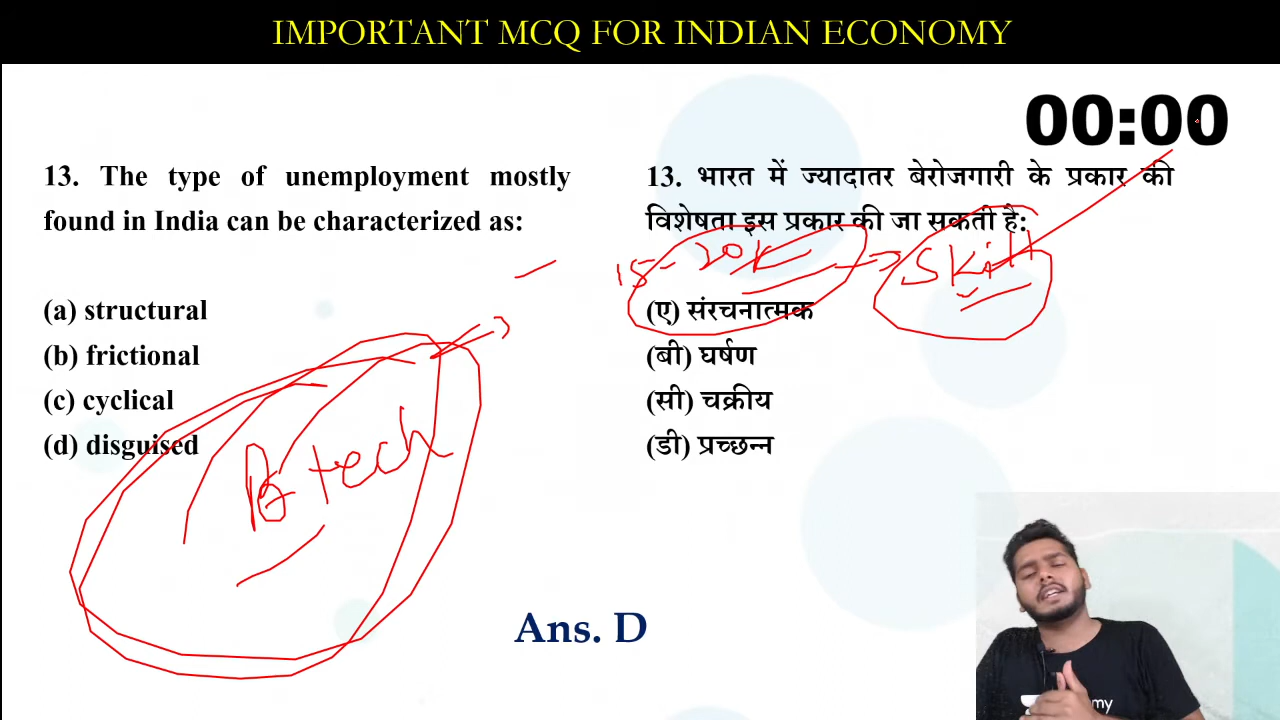 IMPORTANT MCQ FOR INDIAN ECONOMY
00:00
13. The type of unemployment mostly
found in India can be characterized as:
(a) structural
(b) frictional
(c) cyclical
(d) disguised
13. भारत में ज्यादातर बेरोजगारी के प्रकार की
विशेषता इस प्रकार की जा सकती है:
15-20K
Skill
(ए) संरचनात्मक
(बी) घर्षण
(सी) चक्रीय
(डी) प्रच्छन्न
B tech
Ans. D